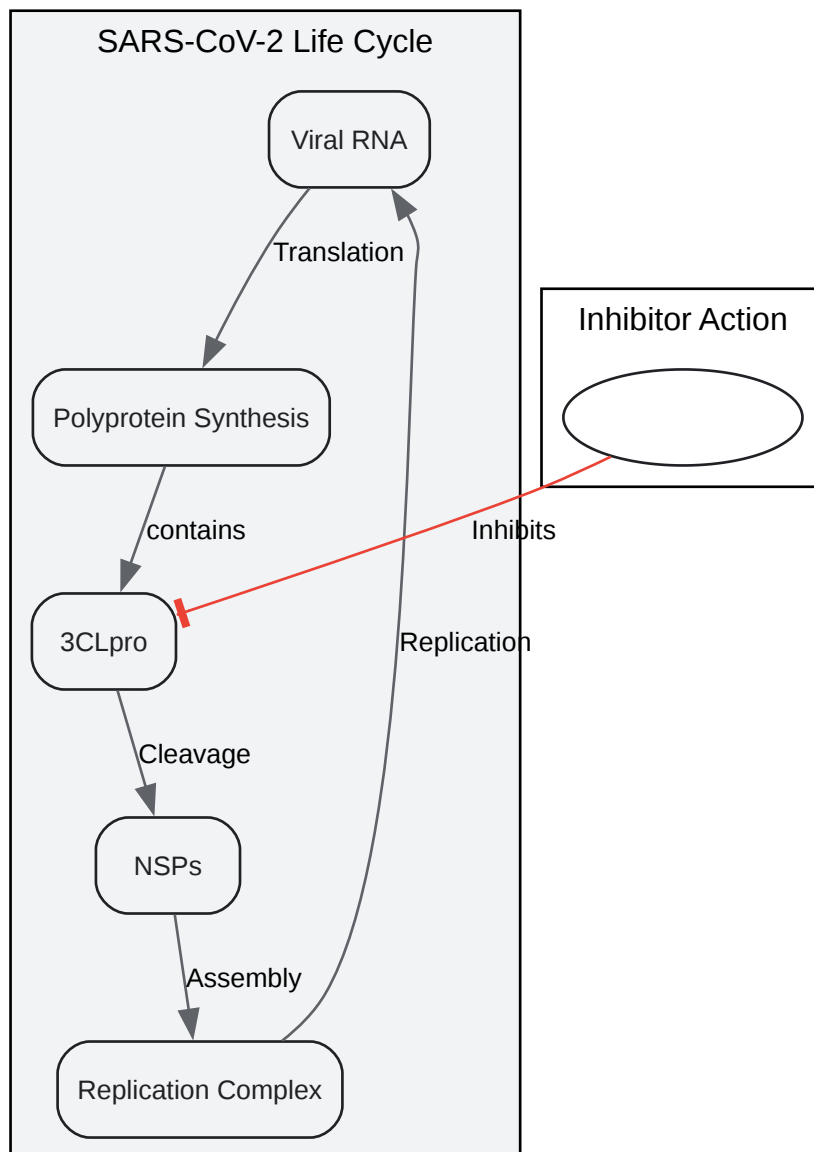 SARS-CoV-2 Life Cycle
Viral RNA
Translation
Inhibitor Action
Polyprotein Synthesis
contains
Inhibits
3CLpro
Replication
Cleavage
NSPs
Assembly
Replication Complex